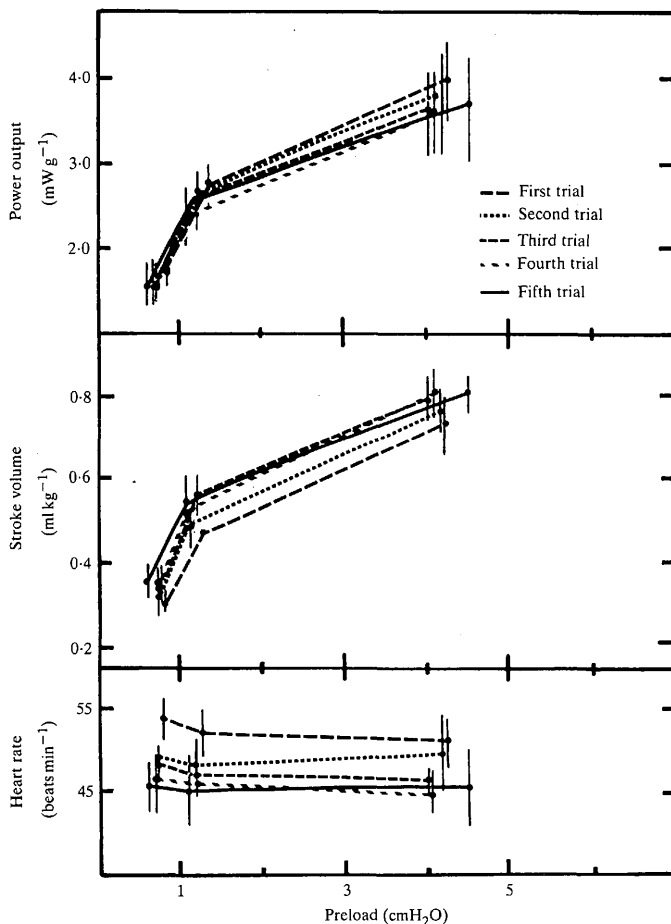 4·0
3·0
2·0
Power output
(mW g⁻¹)
First trial
Second trial
Third trial
Fourth trial
Fifth trial
0·8
0·6
0·4
0·2
Stroke volume
(ml kg⁻¹)
55
45
Heart rate
(beats min⁻¹)
1 3 5
Preload (cmH₂O)